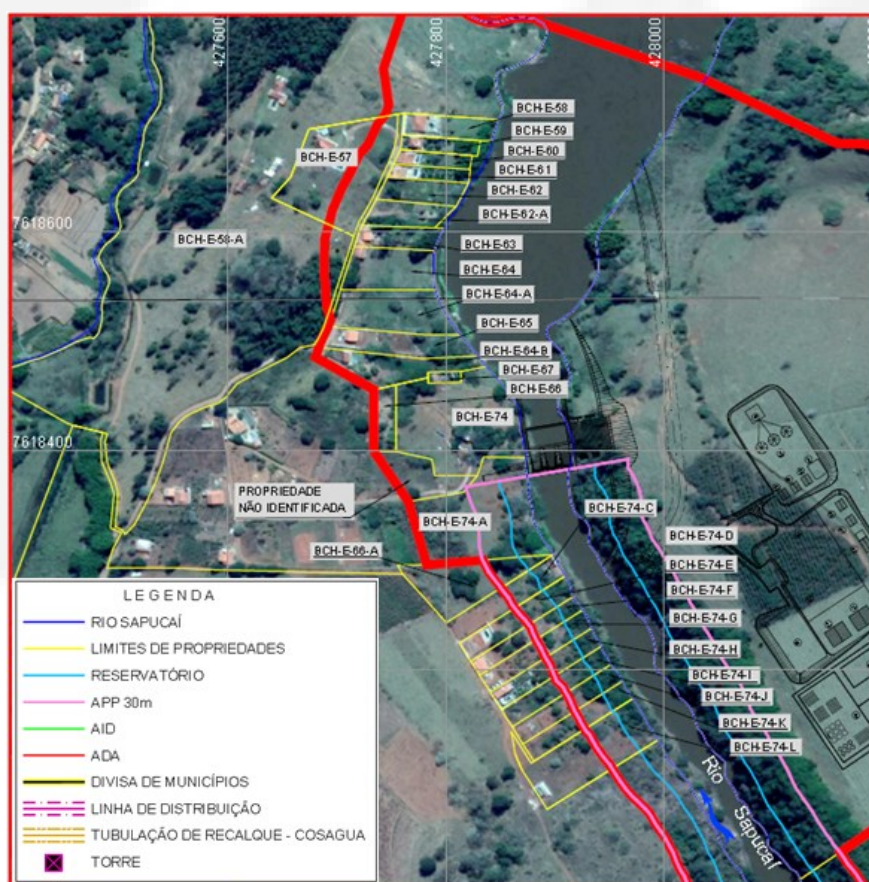 427600
427800
428000
BCH-E-58
BCH-E-59
BCH-E-57
BCH-E-60
BCH-E-61
BCH-E-62
7618600
BCH-E-62-A
BCH-E-58-A
BCH-E-63
BCH-E-64
BCH-E-64-A
BCH-E-65
BCH-E-64-B
BCH-E-67
BCH-E-66
BCH-E-74
7618400
PROPRIEDADE
NÃO IDENTIFICADA
BCH-E-74-C
BCH-E-74-A
BCH-E-74-D
BCH-E-66-A
BCH-E-74-E
BCH-E-74-F
BCH-E-74-G
BCH-E-74-H
BCH-E-74-I
BCH-E-74-J
BCH-E-74-K
BCH-E-74-L
Rio
Sapucaí
LEGENDA
RIO SAPUCAÍ
LIMITES DE PROPRIEDADES
RESERVATÓRIO
APP 30m
AID
ADA
DIVISA DE MUNICÍPIOS
LINHA DE DISTRIBUIÇÃO
TUBULAÇÃO DE RECALQUE - COSAGUA
TORRE